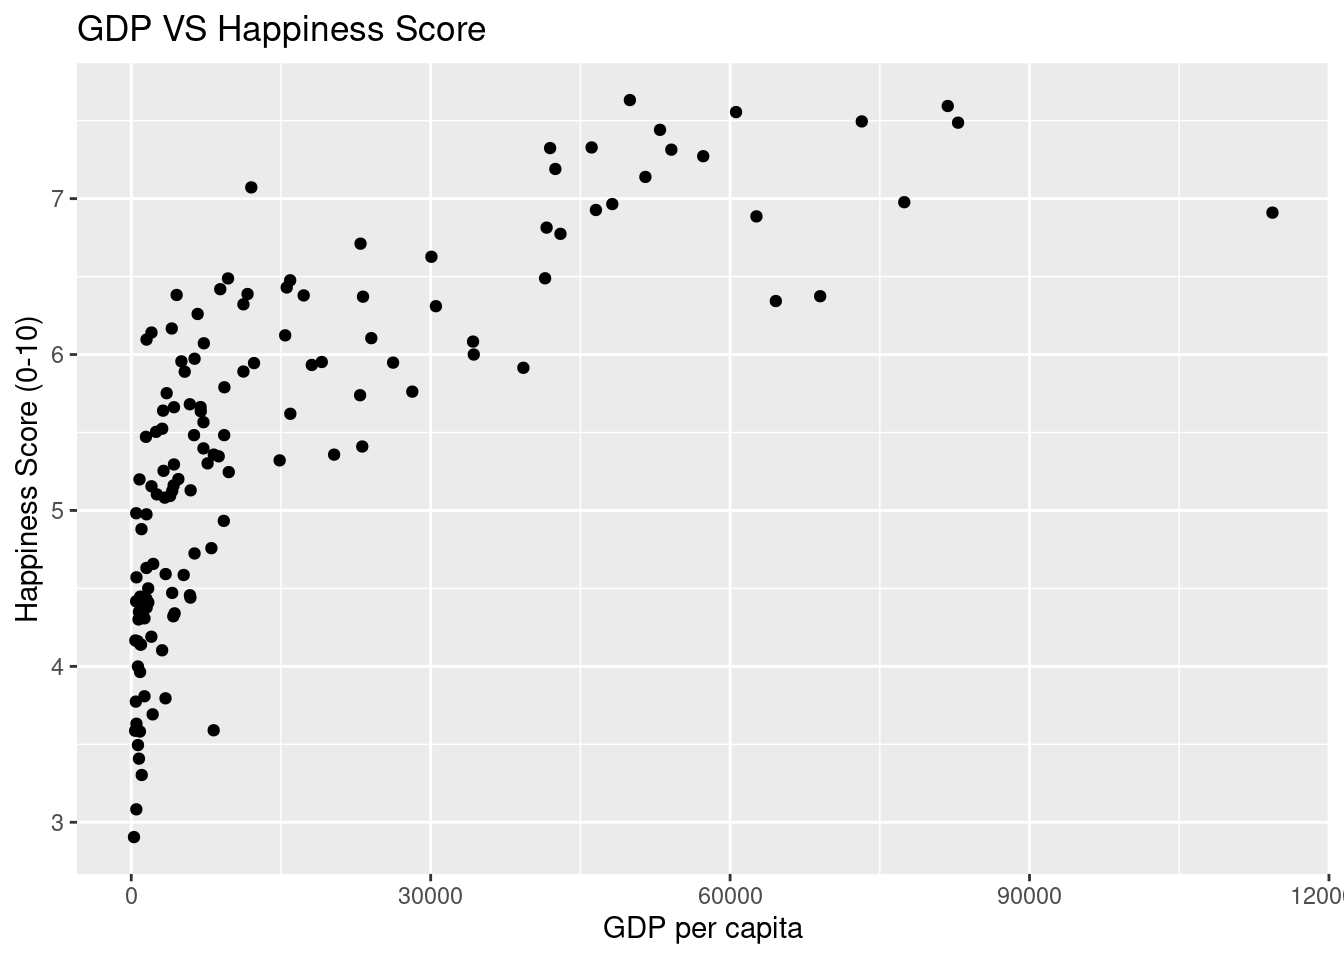 GDP VS Happiness Score
Happiness Score (0-10)
7
6
5
4
3
0 30000 60000 90000 1200
GDP per capita